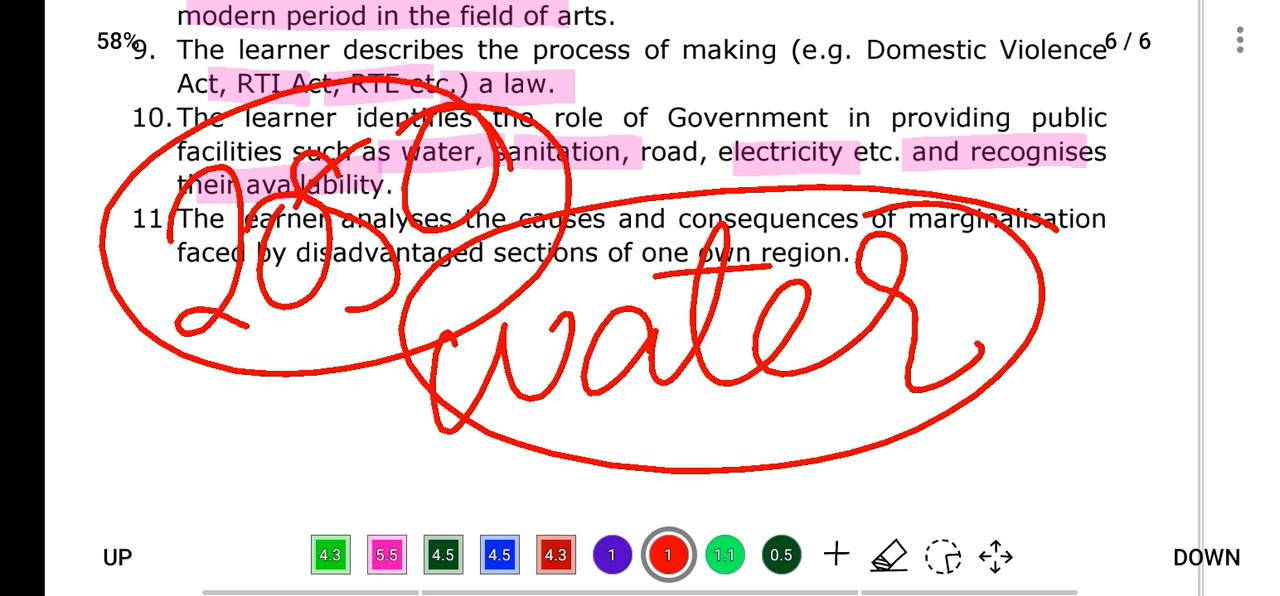 modern period in the field of arts.
58%
6 / 6
9. The learner describes the process of making (e.g. Domestic Violence
Act, RTI Act, RTE etc.) a law.
10. The learner identifies the role of Government in providing public
facilities such as water, sanitation, road, electricity etc. and recognises
their availability.
11. The learner analyses the causes and consequences of marginalisation
faced by disadvantaged sections of one own region.
2050
water
UP
4.3 5.5 4.5 4.5 4.3 1 1 1.1 0.5
DOWN